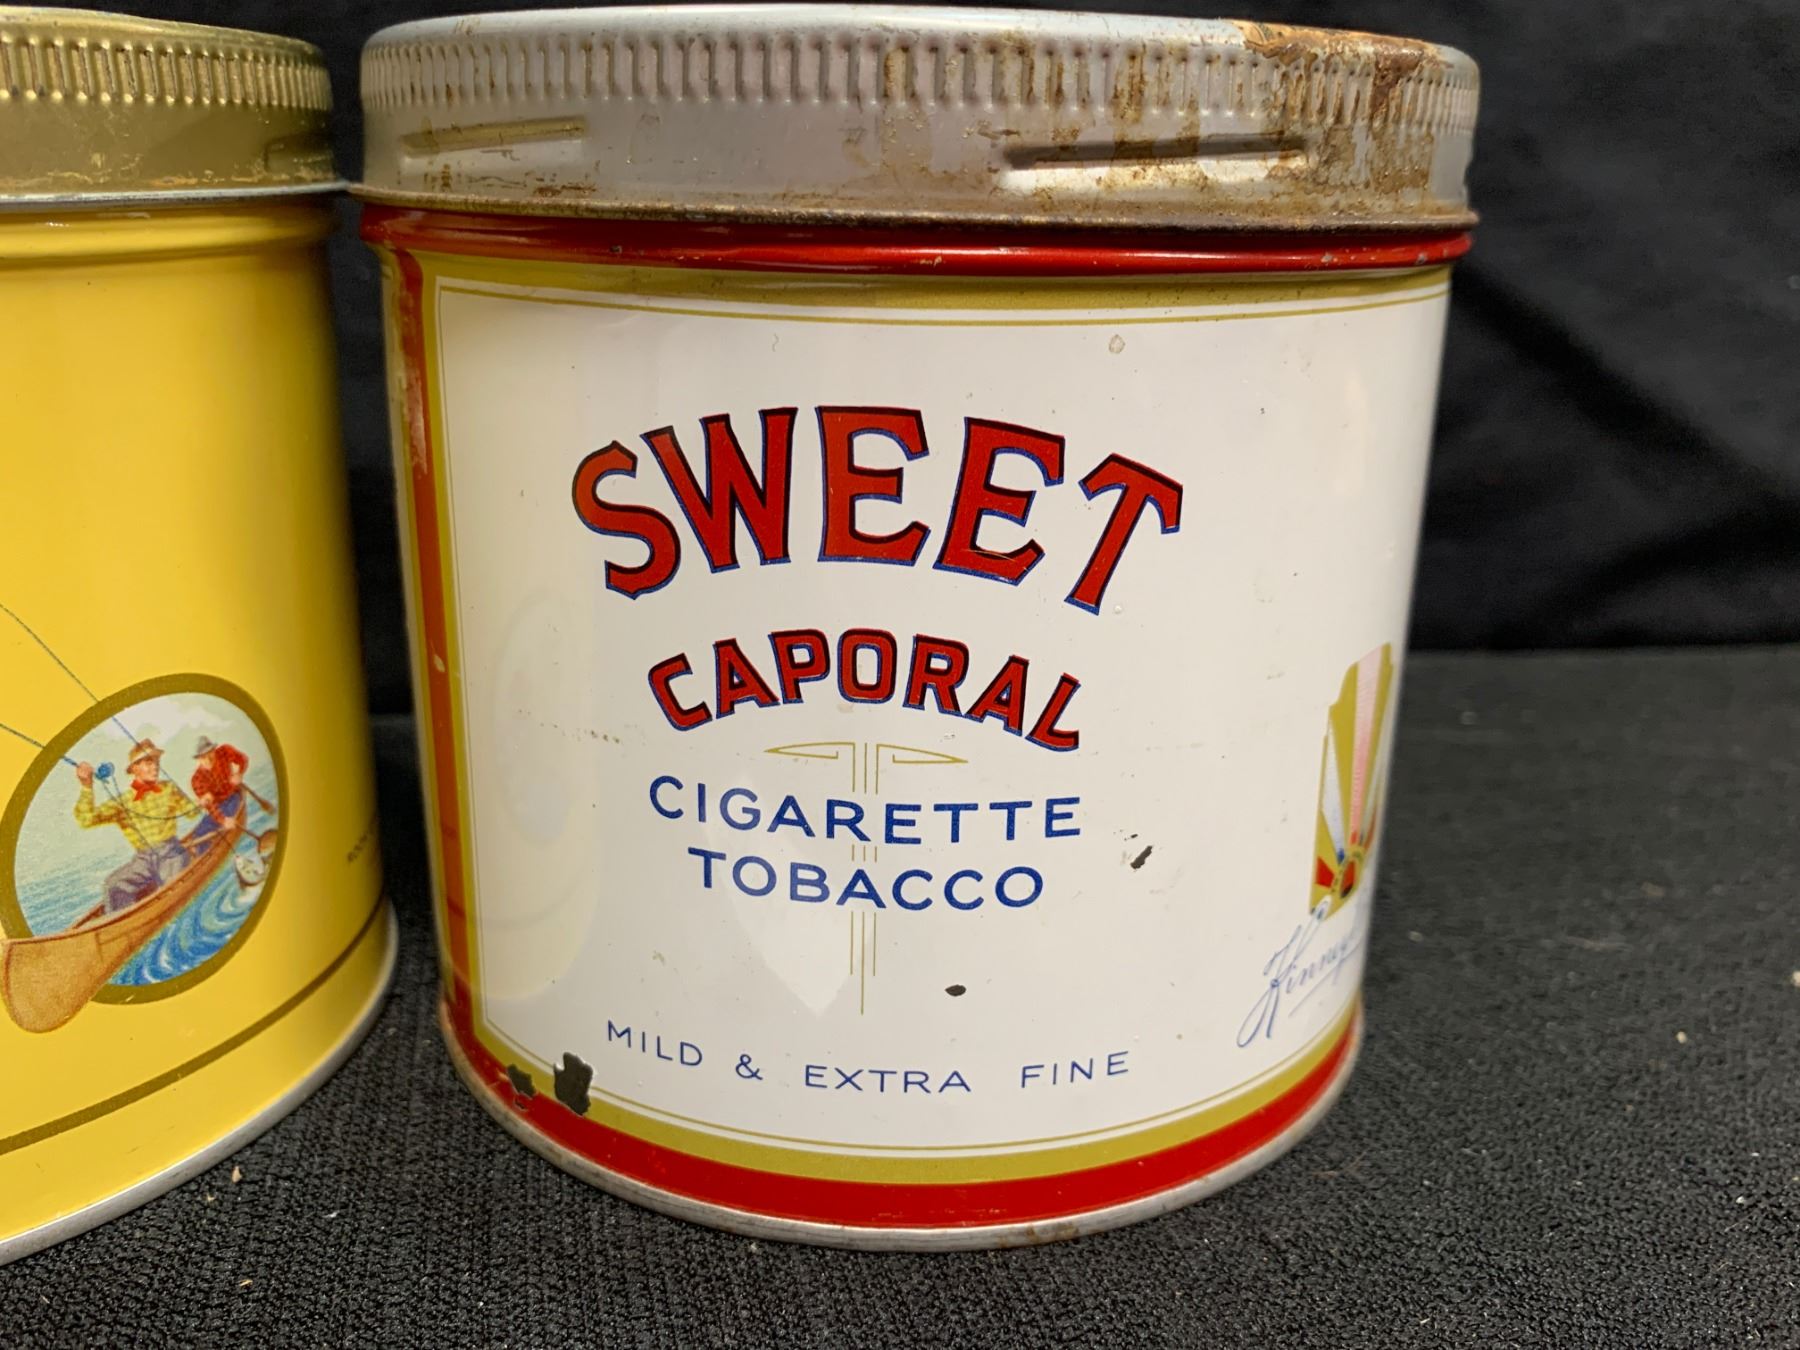 SWEET
CAPORAL
CIGARETTE
TOBACCO
MILD & EXTRA FINE